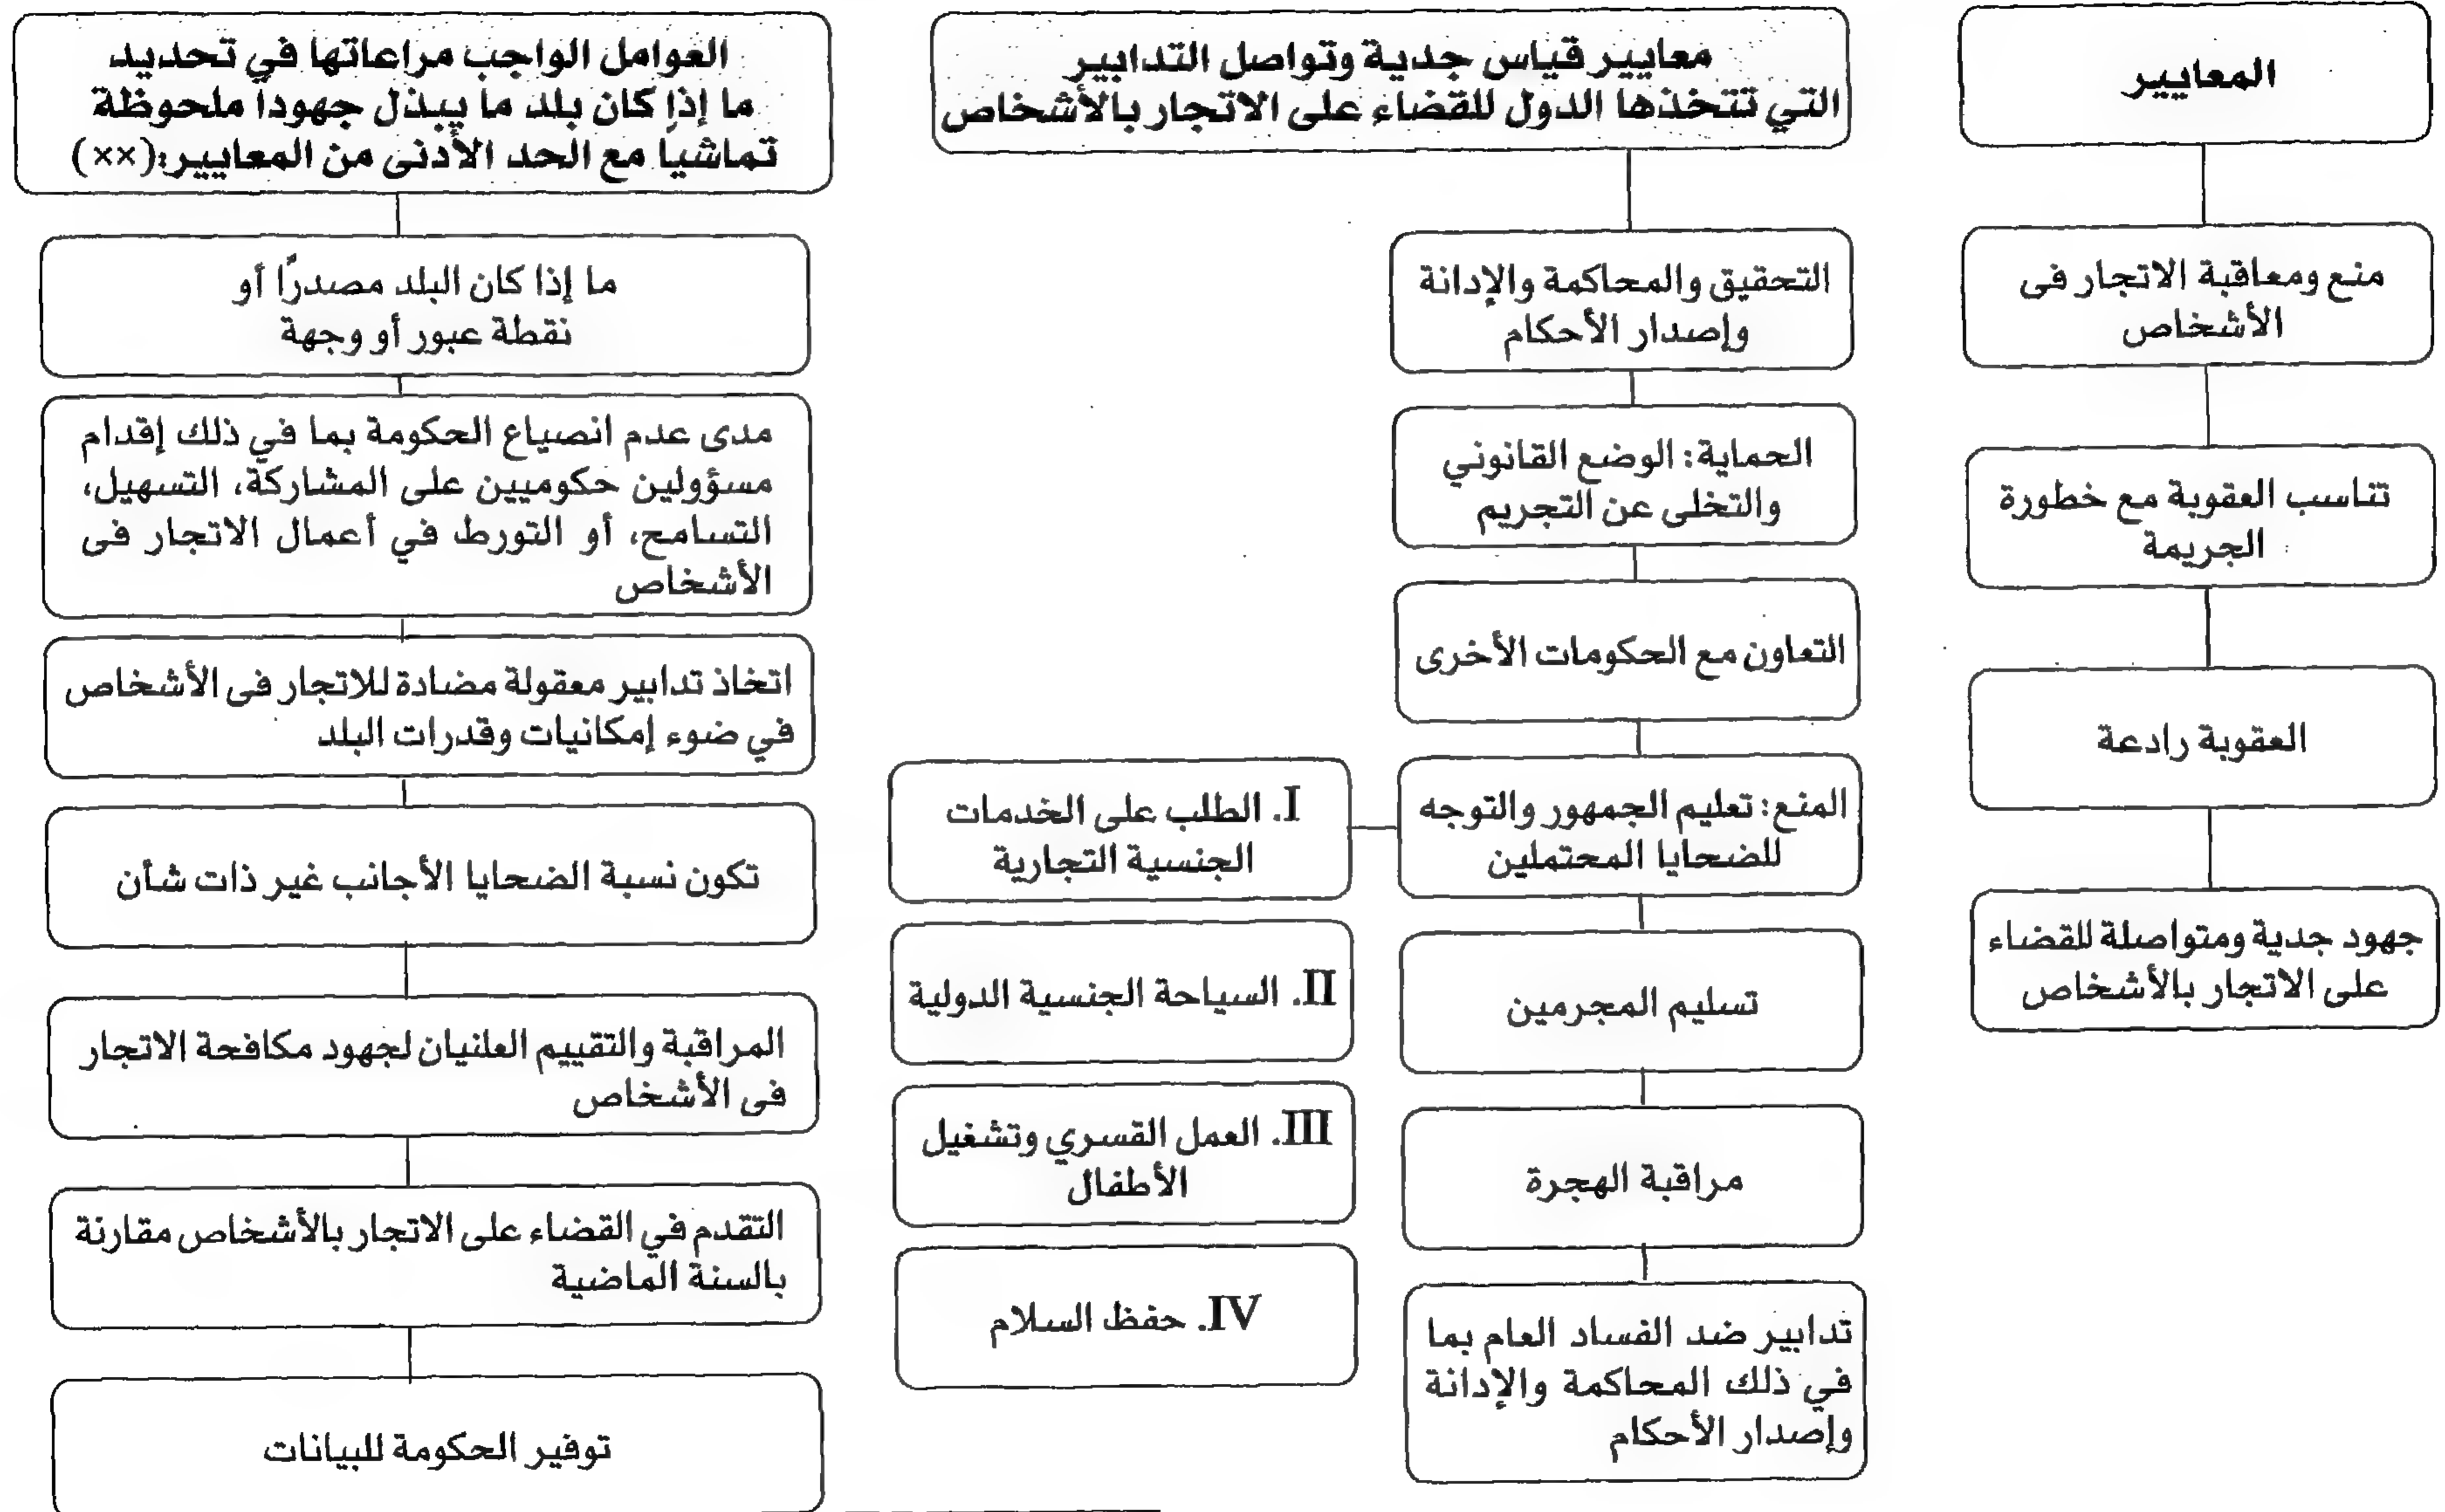 المعايير
منع ومعاقبة الاتجار فى
الأشخاص
تناسب العقوبة مع خطورة
الجريمة
العقوبة رادعة
جهود جدية ومتواصلة للقضاء
على الاتجار بالأشخاص
معايير قياس جدية وتواصل التدابير
التي تتخذها الدول للقضاء على الاتجار بالأشخاص
التحقيق والمحاكمة والإدانة
وإصدار الأحكام
الحماية: الوضع القانوني
والتخلى عن التجريم
التعاون مع الحكومات الأخرى
المنع: تعليم الجمهور والتوجه
للضحايا المحتملين
تسليم المجرمين
مراقبة الهجرة
تدابير ضد الفساد العام بما
في ذلك المحاكمة والإدانة
وإصدار الأحكام
I. الطلب على الخدمات
الجنسية التجارية
II. السياحة الجنسية الدولية
III. العمل القسري وتشغيل
الأطفال
IV. حفظ السلام
العوامل الواجب مراعاتها في تحديد
ما إذا كان بلد ما يبذل جهوداً ملحوظة
تماشياً مع الحد الأدنى من المعايير:(××)
ما إذا كان البلد مصدرًا أو
نقطة عبور أو وجهة
مدى عدم انصياع الحكومة بما في ذلك إقدام
مسؤولين حكوميين على المشاركة، التسهيل،
التسامح، أو التورط في أعمال الاتجار فى
الأشخاص
اتخاذ تدابير معقولة مضادة للاتجار فى الأشخاص
في ضوء إمكانيات وقدرات البلد
تكون نسبة الضحايا الأجانب غير ذات شأن
المراقبة والتقييم العلنيان لجهود مكافحة الاتجار
فى الأشخاص
التقدم في القضاء على الاتجار بالأشخاص مقارنة
بالسنة الماضية
توفير الحكومة للبيانات